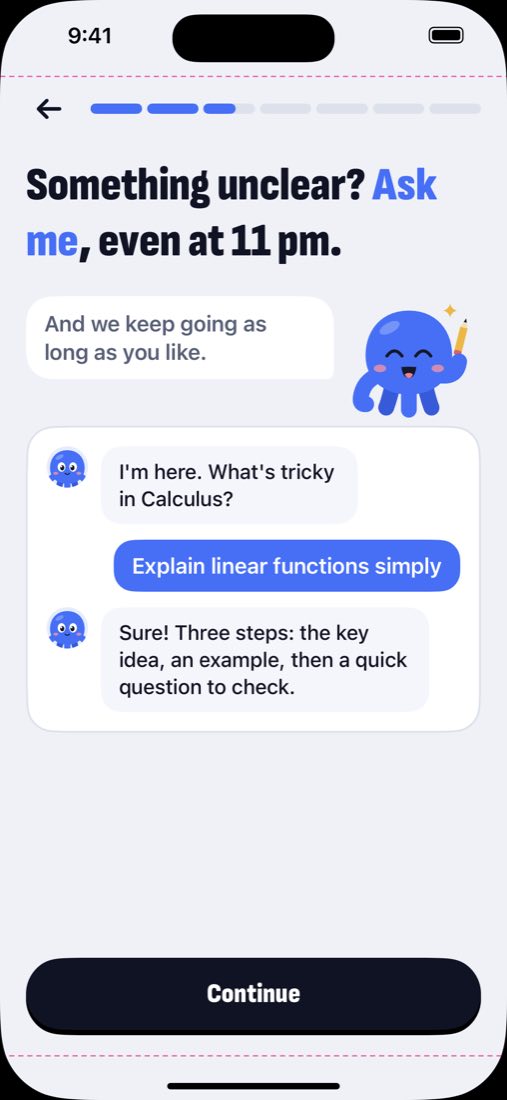 9:41
Something unclear? Ask
me, even at 11 pm.
And we keep going as
long as you like.
I'm here. What's tricky
in Calculus?
Explain linear functions simply
Sure! Three steps: the key
idea, an example, then a quick
question to check.
Continue